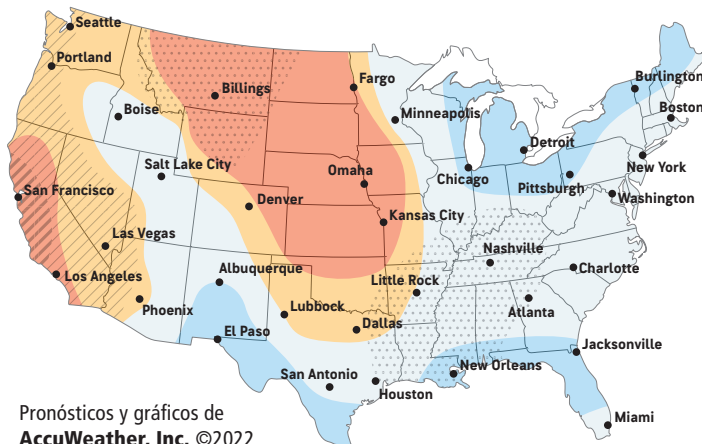 Seattle
Portland
Billings
Fargo
Burlington
Boise
Minneapolis
Boston
Detroit
Salt Lake City
Omaha
Chicago
New York
San Francisco
Denver
Pittsburgh
Washington
Kansas City
Las Vegas
Nashville
Los Angeles
Albuquerque
Little Rock
Charlotte
Phoenix
Lubbock
Atlanta
El Paso
Dallas
Jacksonville
San Antonio
New Orleans
Houston
Miami
Pronósticos y gráficos de
AccuWeather, Inc. ©2022